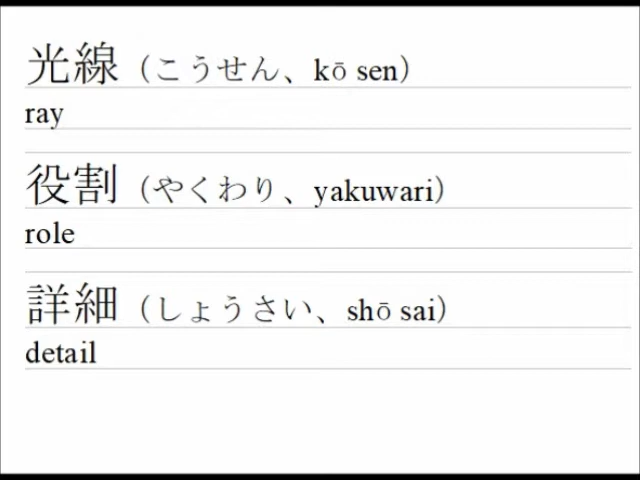 光線（こうせん、kō sen）
ray
役割（やくわり、yakuwari）
role
詳細（しょうさい、shō sai）
detail